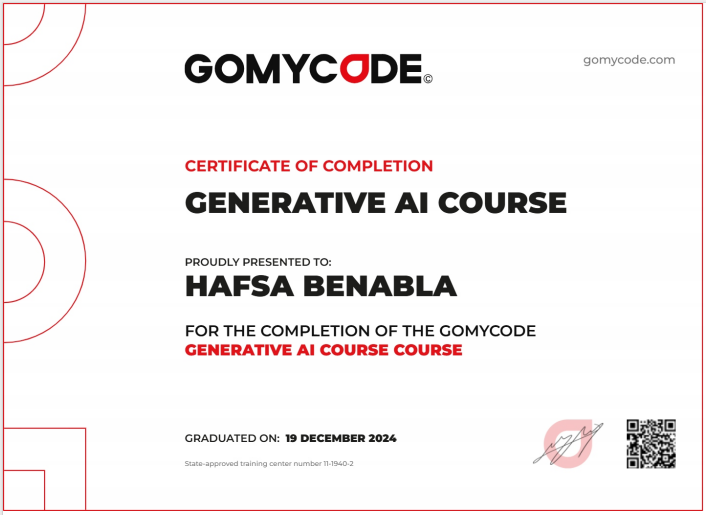 GOMYCODE©
gomycode.com
CERTIFICATE OF COMPLETION
GENERATIVE AI COURSE
PROUDLY PRESENTED TO:
HAFSA BENABLA
FOR THE COMPLETION OF THE GOMYCODE
GENERATIVE AI COURSE COURSE
GRADUATED ON: 19 DECEMBER 2024
State-approved training center number 11-1940-2